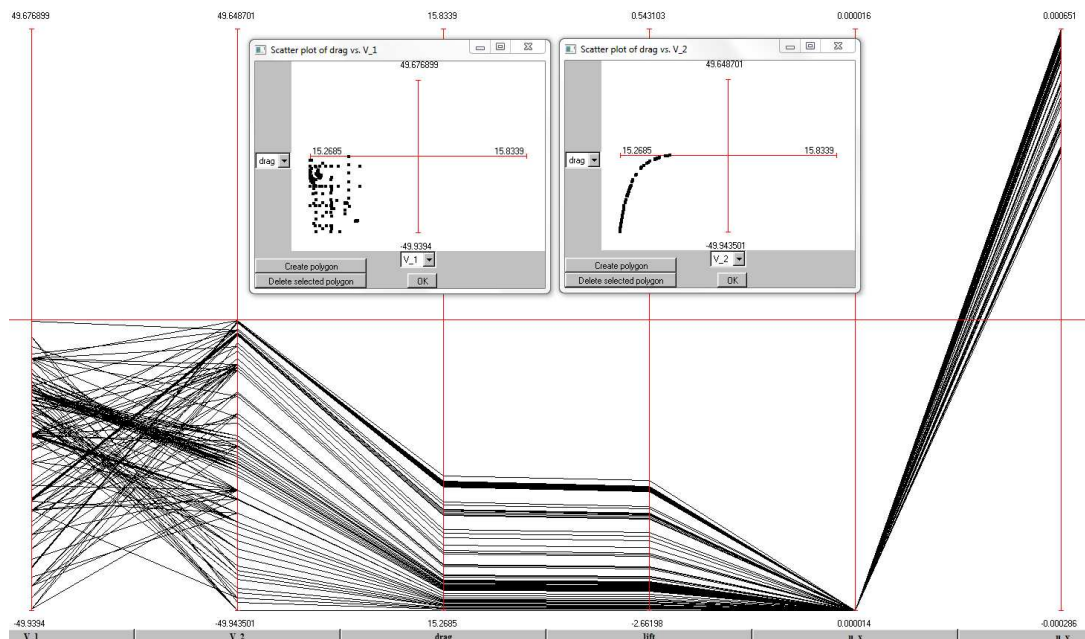 49.676899 49.648701 15.8339 0.543103 0.000016 0.000651
Scatter plot of drag vs. V_1
49.676899
15.2685 15.8339
drag
-49.9394
V_1
Create polygon
Delete selected polygon OK
Scatter plot of drag vs. V_2
49.648701
15.2685 15.8339
drag
-49.943501
V_2
Create polygon
Delete selected polygon OK
-49.9394 -49.943501 15.2685 -2.66198 0.000014 -0.000286
V_1 V_2 drag lift